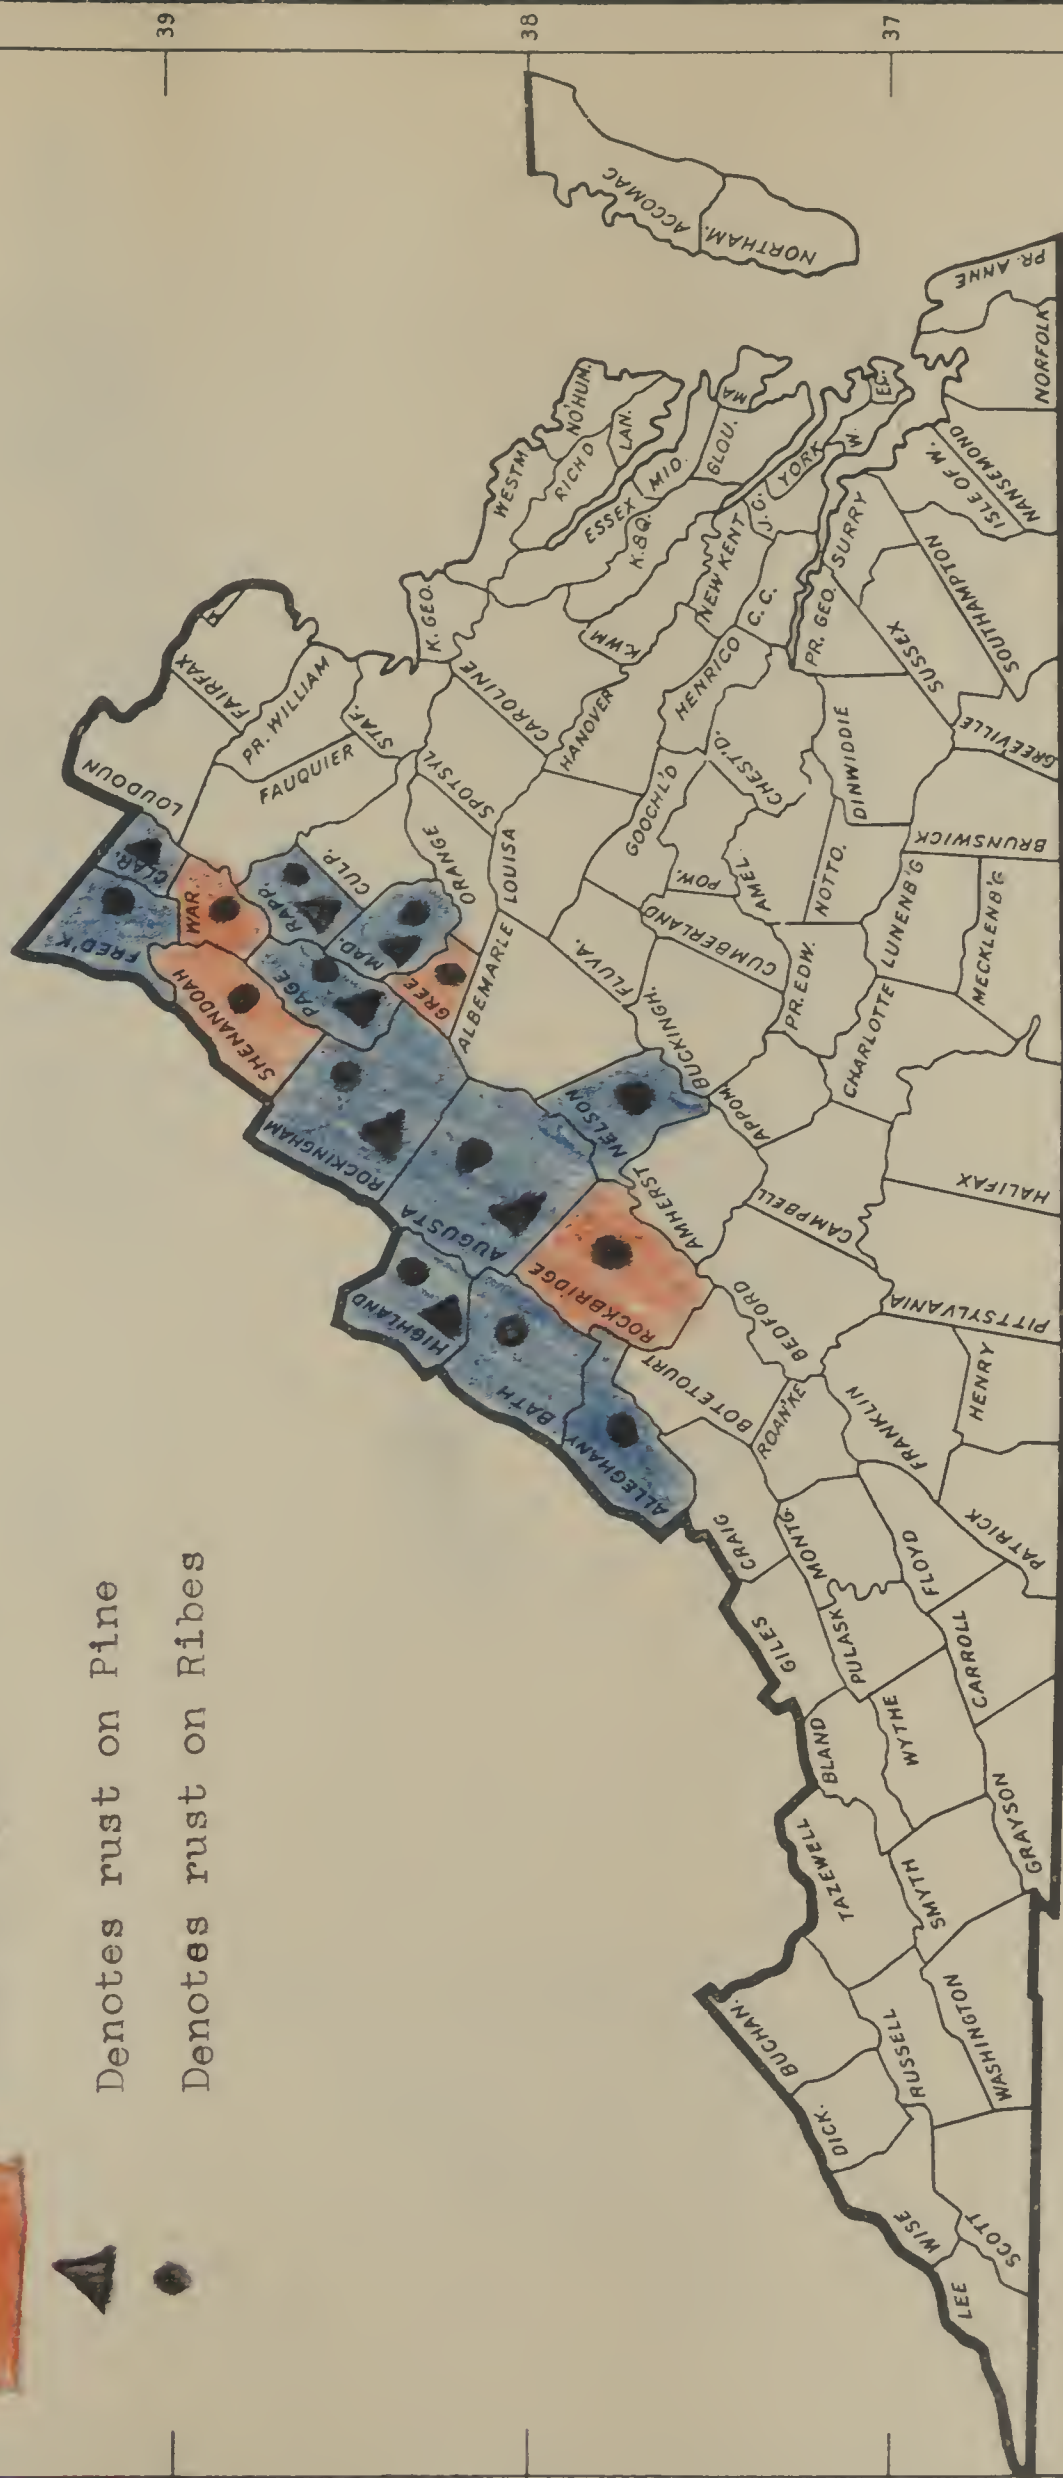 Denotes rust on Pine
Denotes rust on Ribes
39
38
37
FRED'K
CLAR.
LOUDOUN
FAIRFAX
WAR.
SHENANDOAH
RAPP.
FAUQUIER
PR. WILLIAM
PAGE
CULP.
STAF.
MAD.
K. GEO.
ROCKINGHAM
GREE
ORANGE
SPOTSYL
CAROLINE
WESTM
RICH'D
NO'HUM.
LAN.
ESSEX
HIGHLAND
AUGUSTA
ALBEMARLE
LOUISA
HANOVER
KWM
K.&Q.
MID.
GLOU.
MA
ACCOMAC
NORTHAM.
BATH
ROCKBRIDGE
NELSON
FLUVA.
GOOCHL'D
HENRICO
NEW KENT
C. C.
J. C.
YORK
W.
E.C.
ALLEGHANY
BOTETOURT
AMHERST
BUCKINGH.
CUMBERLAND
POW.
CHEST'D.
AMEL.
PR. GEO.
SURRY
ISLE OF W.
NANSEMOND
NORFOLK
PR. ANNE
CRAIG
ROAN'KE
BEDFORD
CAMPBELL
APPOM
PR. EDW.
NOTTO.
DINWIDDIE
SUSSEX
SOUTHAMPTON
GILES
MONTG.
FRANKLIN
PITTSYLVANIA
HALIFAX
CHARLOTTE
LUNENB'G
MECKLENB'G
BRUNSWICK
GREEVILLE
BUCHAN.
DICK.
WISE
LEE
SCOTT
RUSSELL
WASHINGTON
TAZEWELL
SMYTH
BLAND
WYTHE
GRAYSON
PULASKI
CARROLL
FLOYD
PATRICK
HENRY